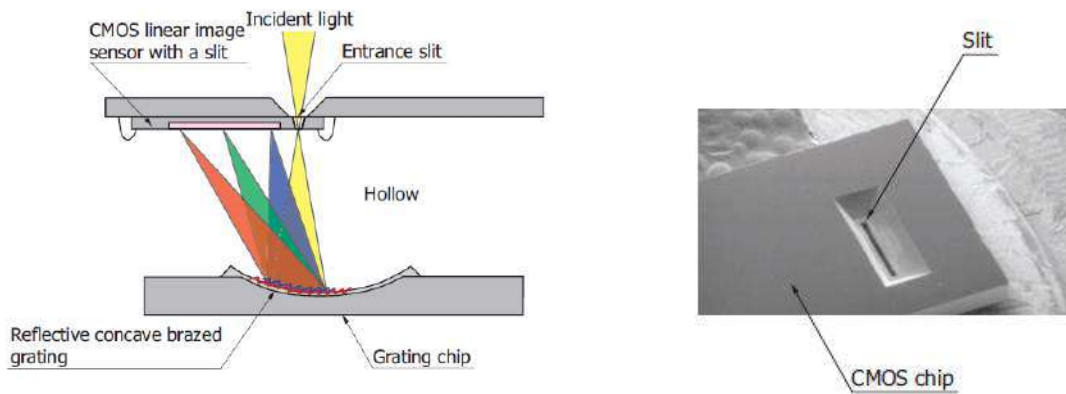 Incident light
CMOS linear image
sensor with a slit
Entrance slit
Hollow
Reflective concave brazed
grating
Grating chip
Slit
CMOS chip